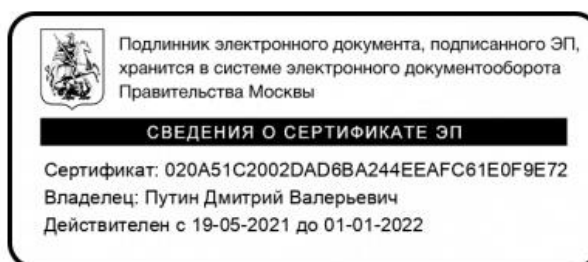 Подлинник электронного документа, подписанного ЭП,
хранится в системе электронного документооборота
Правительства Москвы
СВЕДЕНИЯ О СЕРТИФИКАТЕ ЭП
Сертификат: 020A51C2002DAD6BA244EEAFC61E0F9E72
Владелец: Путин Дмитрий Валерьевич
Действителен с 19-05-2021 до 01-01-2022